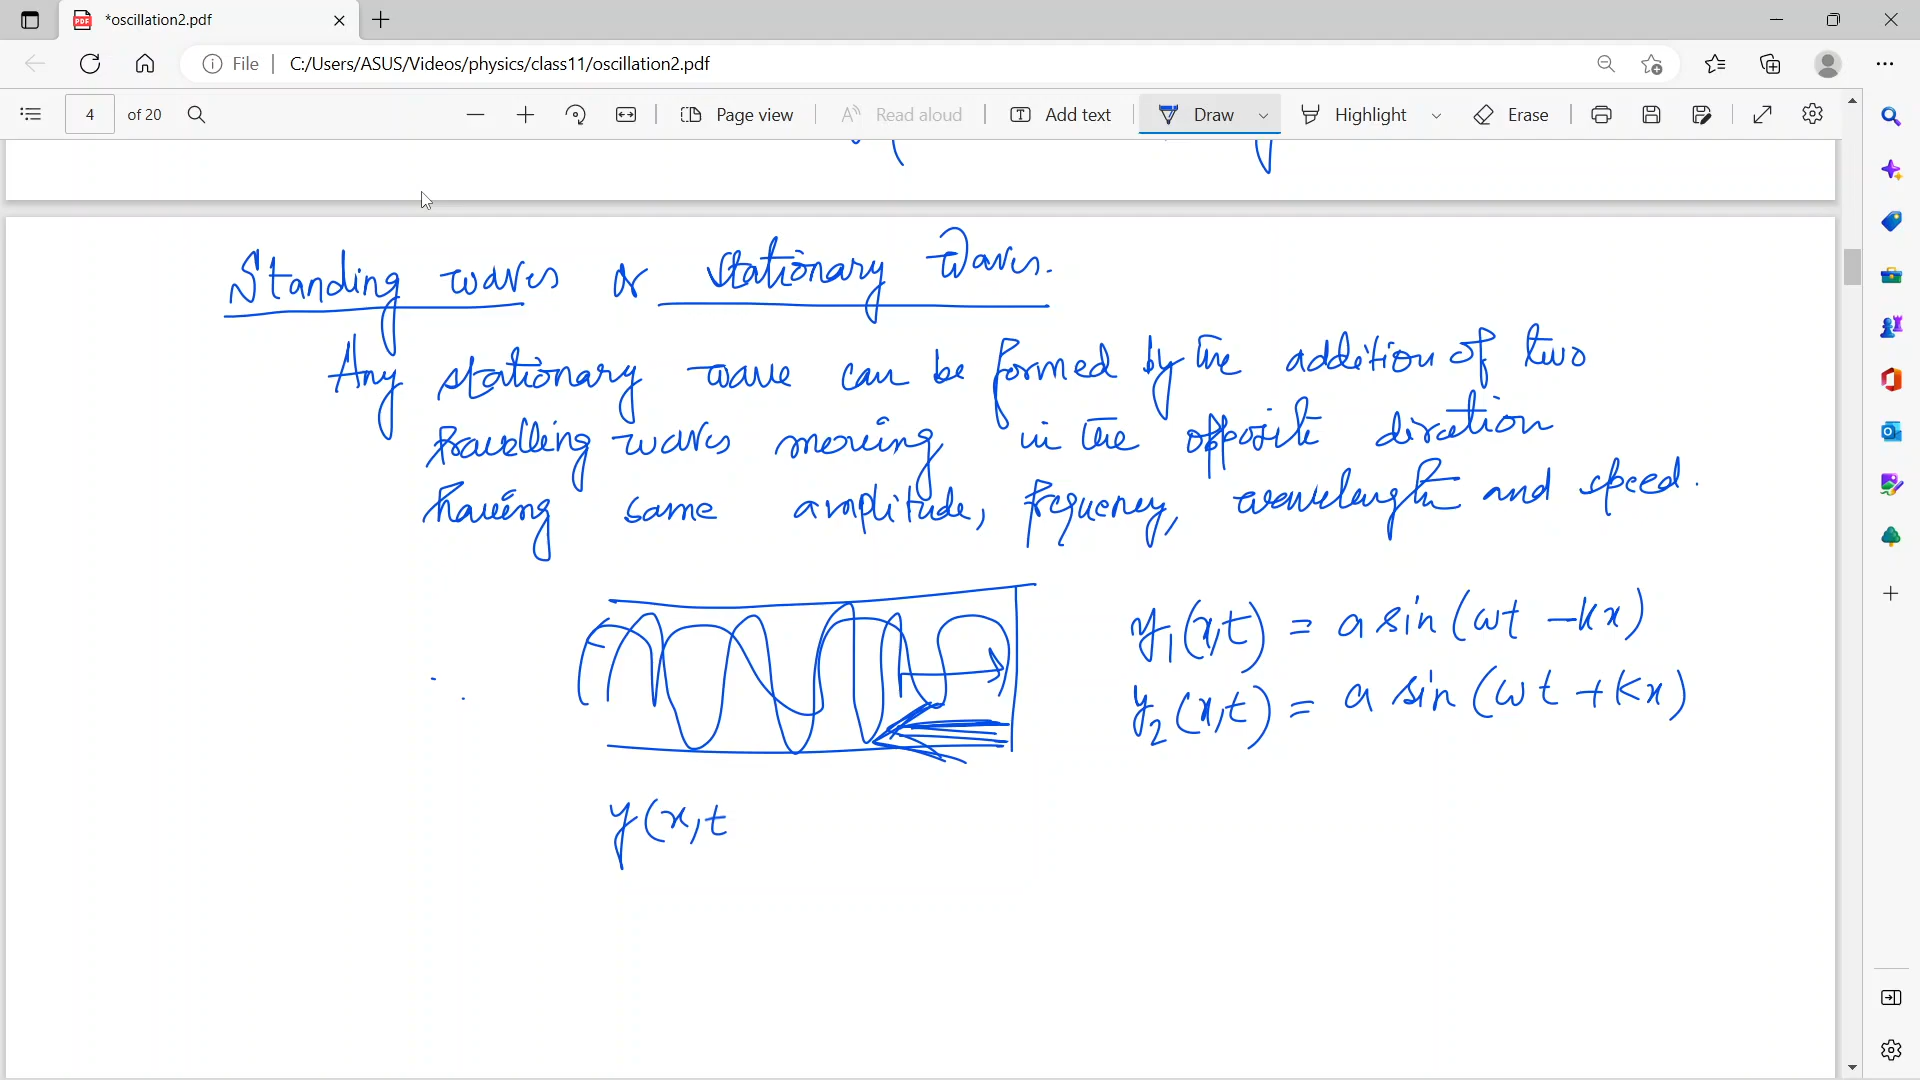 *oscillation2.pdf
File
C:/Users/ASUS/Videos/physics/class11/oscillation2.pdf
4 of 20
Page view
Read aloud
Add text
Draw
Highlight
Erase
Standing waves or Stationary Waves.
Any stationary wave can be formed by the addition of two
travelling waves moving in the opposite diration
having same amplitude, frequency, wavelength and speed.
y₁(x,t) = a sin (ωt - kx)
y₂(x,t) = a sin (ωt + kx)
y(x,t